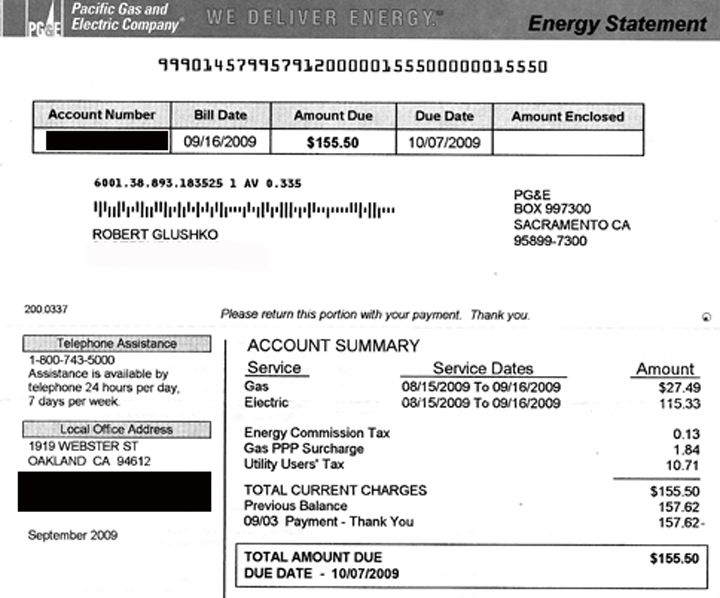 Pacific Gas and
Electric Company®
WE DELIVER ENERGY.™
Energy Statement
PG&E
999014579957912000001555000000015550
Account Number Bill Date Amount Due Due Date Amount Enclosed
09/16/2009 $155.50 10/07/2009
6001.38.893.183525 1 AV 0.335
ROBERT GLUSHKO
PG&E
BOX 997300
SACRAMENTO CA
95899-7300
200.0337
Please return this portion with your payment. Thank you.
Telephone Assistance
1-800-743-5000
Assistance is available by
telephone 24 hours per day,
7 days per week.
Local Office Address
1919 WEBSTER ST
OAKLAND CA 94612
September 2009
ACCOUNT SUMMARY
Service Service Dates Amount
Gas 08/15/2009 To 09/16/2009 $27.49
Electric 08/15/2009 To 09/16/2009 115.33
Energy Commission Tax 0.13
Gas PPP Surcharge 1.84
Utility Users' Tax 10.71
TOTAL CURRENT CHARGES $155.50
Previous Balance 157.62
09/03 Payment - Thank You 157.62-
TOTAL AMOUNT DUE $155.50
DUE DATE - 10/07/2009